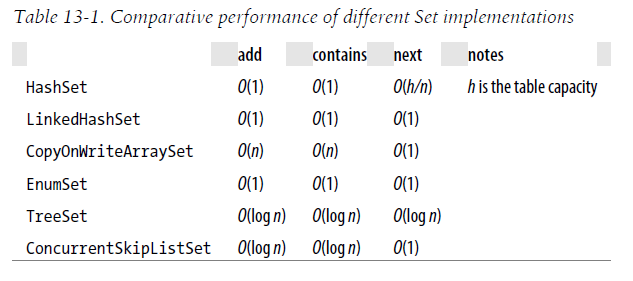 Table 13-1. Comparative performance of different Set implementations
add contains next notes
HashSet O(1) O(1) O(h/n) h is the table capacity
LinkedHashSet O(1) O(1) O(1)
CopyOnWriteArraySet O(n) O(n) O(1)
EnumSet O(1) O(1) O(1)
TreeSet O(log n) O(log n) O(log n)
ConcurrentSkipListSet O(log n) O(log n) O(1)